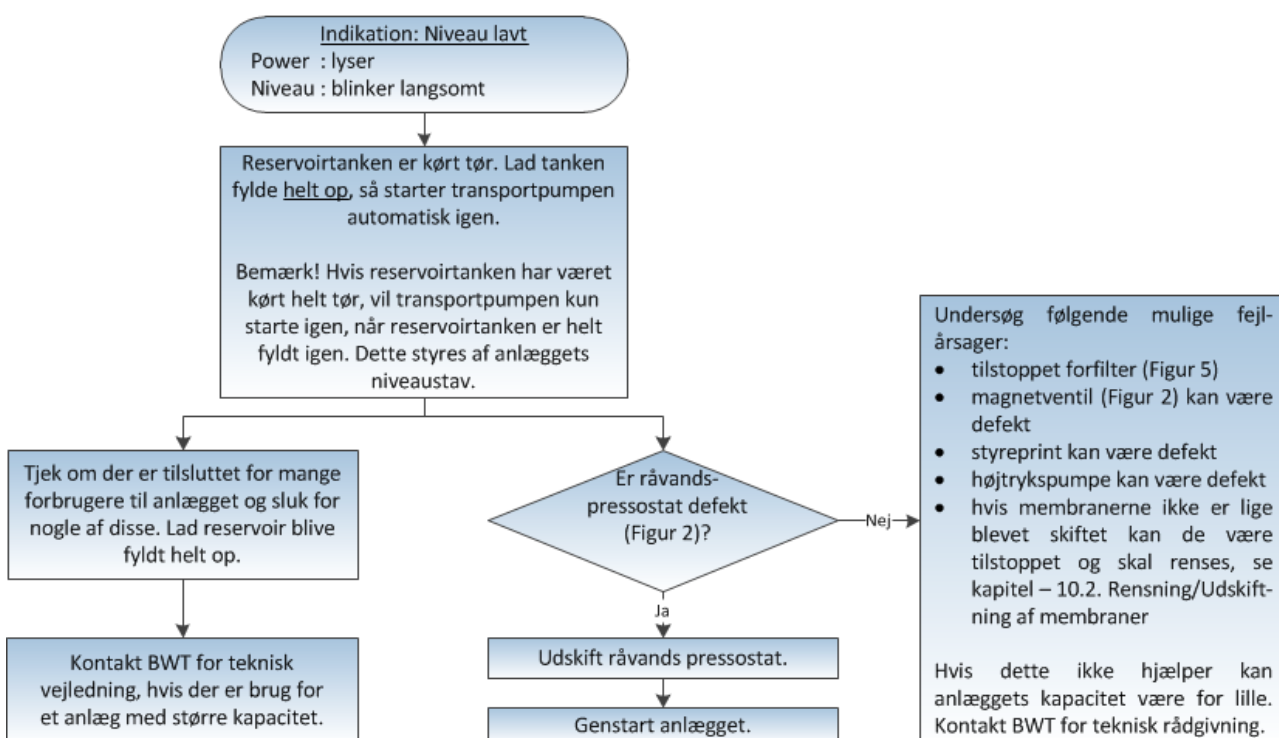 Indikation: Niveau lavt
Power : lyser
Niveau : blinker langsomt
Reservoirtanken er kørt tør. Lad tanken
fylde helt op, så starter transportpumpen
automatisk igen.
Bemærk! Hvis reservoirtanken har været
kørt helt tør, vil transportpumpen kun
starte igen, når reservoirtanken er helt
fyldt igen. Dette styres af anlæggets
niveaustav.
Tjek om der er tilsluttet for mange
forbrugere til anlægget og sluk for
nogle af disse. Lad reservoir blive
fyldt helt op.
Kontakt BWT for teknisk
vejledning, hvis der er brug for
et anlæg med større kapacitet.
Er råvands-
pressostat defekt
(Figur 2)?
Ja
Udskift råvands pressostat.
Genstart anlægget.
Nej
Undersøg følgende mulige fejl-
årsager:
• tilstoppet forfilter (Figur 5)
• magnetventil (Figur 2) kan være
defekt
• styreprint kan være defekt
• højtrykspumpe kan være defekt
• hvis membranerne ikke er lige
blevet skiftet kan de være
tilstoppet og skal renses, se
kapitel – 10.2. Rensning/Udskift-
ning af membraner
Hvis dette ikke hjælper kan
anlæggets kapacitet være for lille.
Kontakt BWT for teknisk rådgivning.